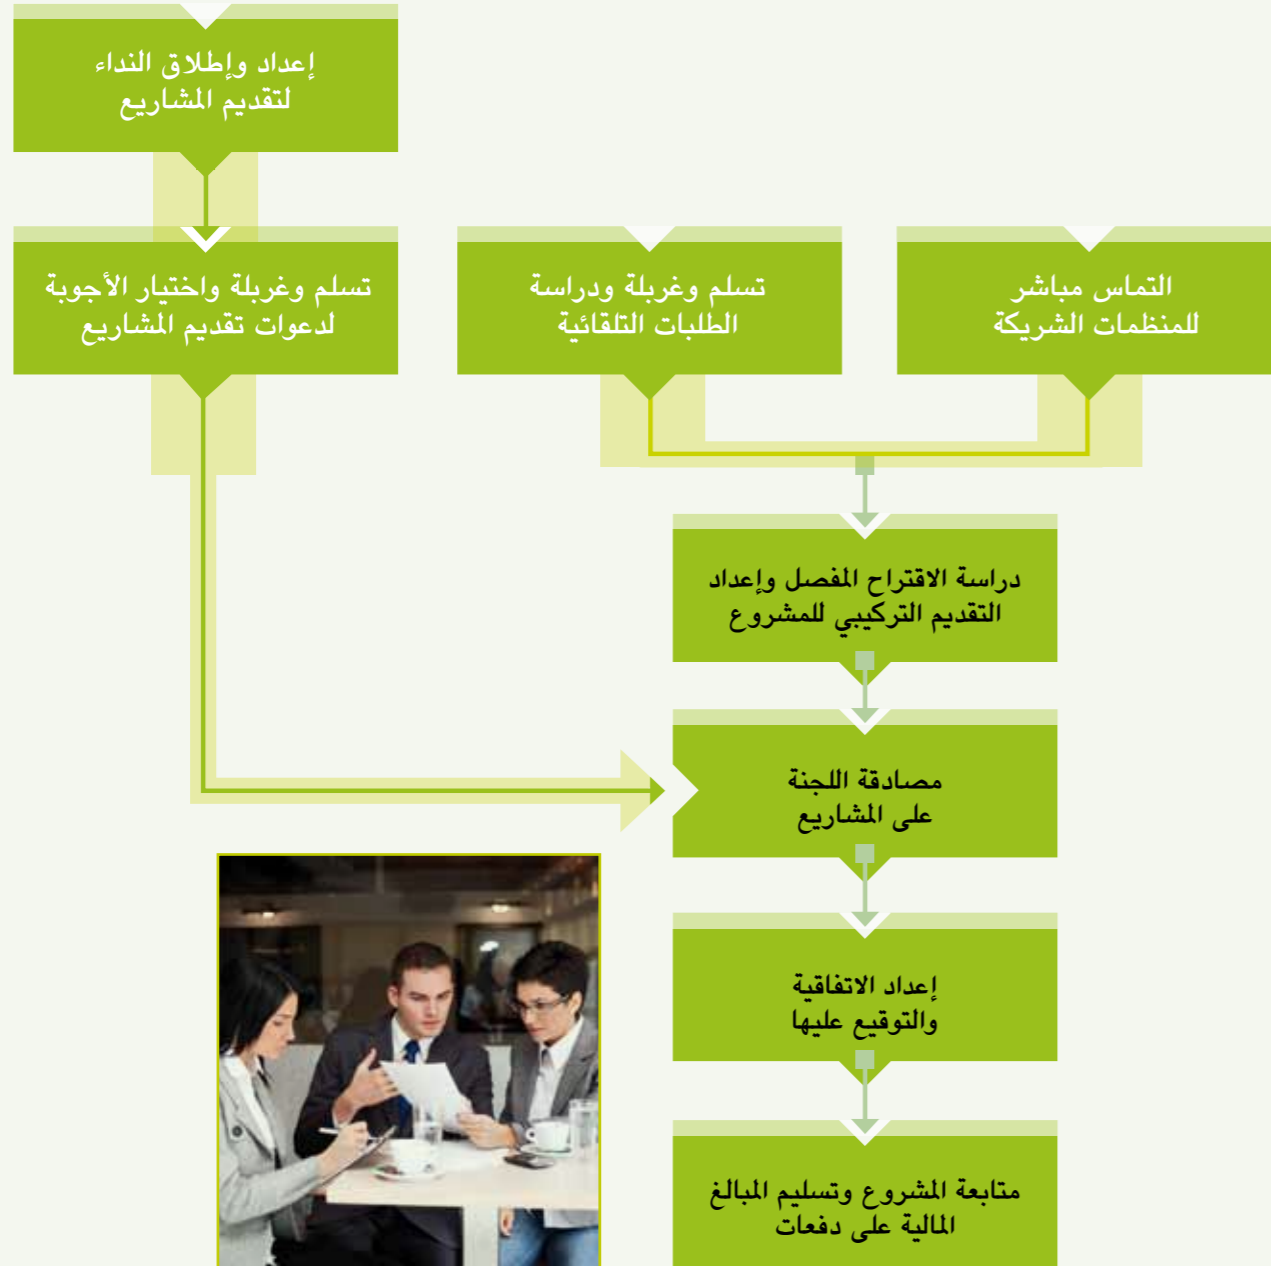 إعداد وإطلاق النداء
لتقديم المشاريع
التماس مباشر
للمنظمات الشريكة
تسلم وغربلة ودراسة
الطلبات التلقائية
تسلم وغربلة واختيار الأجوبة
لدعوات تقديم المشاريع
دراسة الاقتراح المفصل وإعداد
التقديم التركيبي للمشروع
مصادقة اللجنة
على المشاريع
إعداد الاتفاقية
والتوقيع عليها
متابعة المشروع وتسليم المبالغ
المالية على دفعات